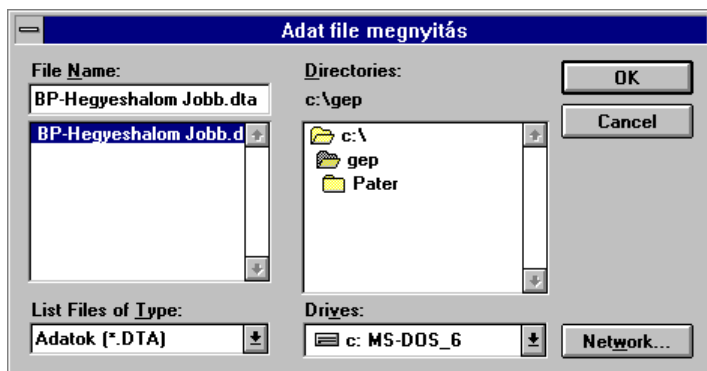 Adat file megnyitás
File Name:
BP-Hegyeshalom Jobb.dta
BP-Hegyeshalom Jobb.d
List Files of Type:
Adatok (*.DTA)
Directories:
c:\gep
c:\
gep
Pater
Drives:
c: MS-DOS_6
OK
Cancel
Network...